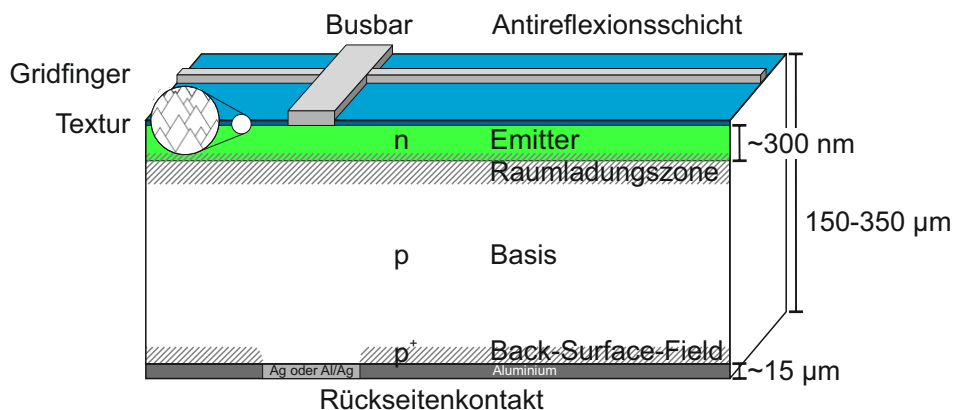 Busbar
Antireflexionsschicht
Gridfinger
Textur
n
Emitter
~300 nm
Raumladungszone
150-350 µm
p
Basis
p+
Back-Surface-Field
Ag oder Al/Ag
Aluminium
~15 µm
Rückseitenkontakt